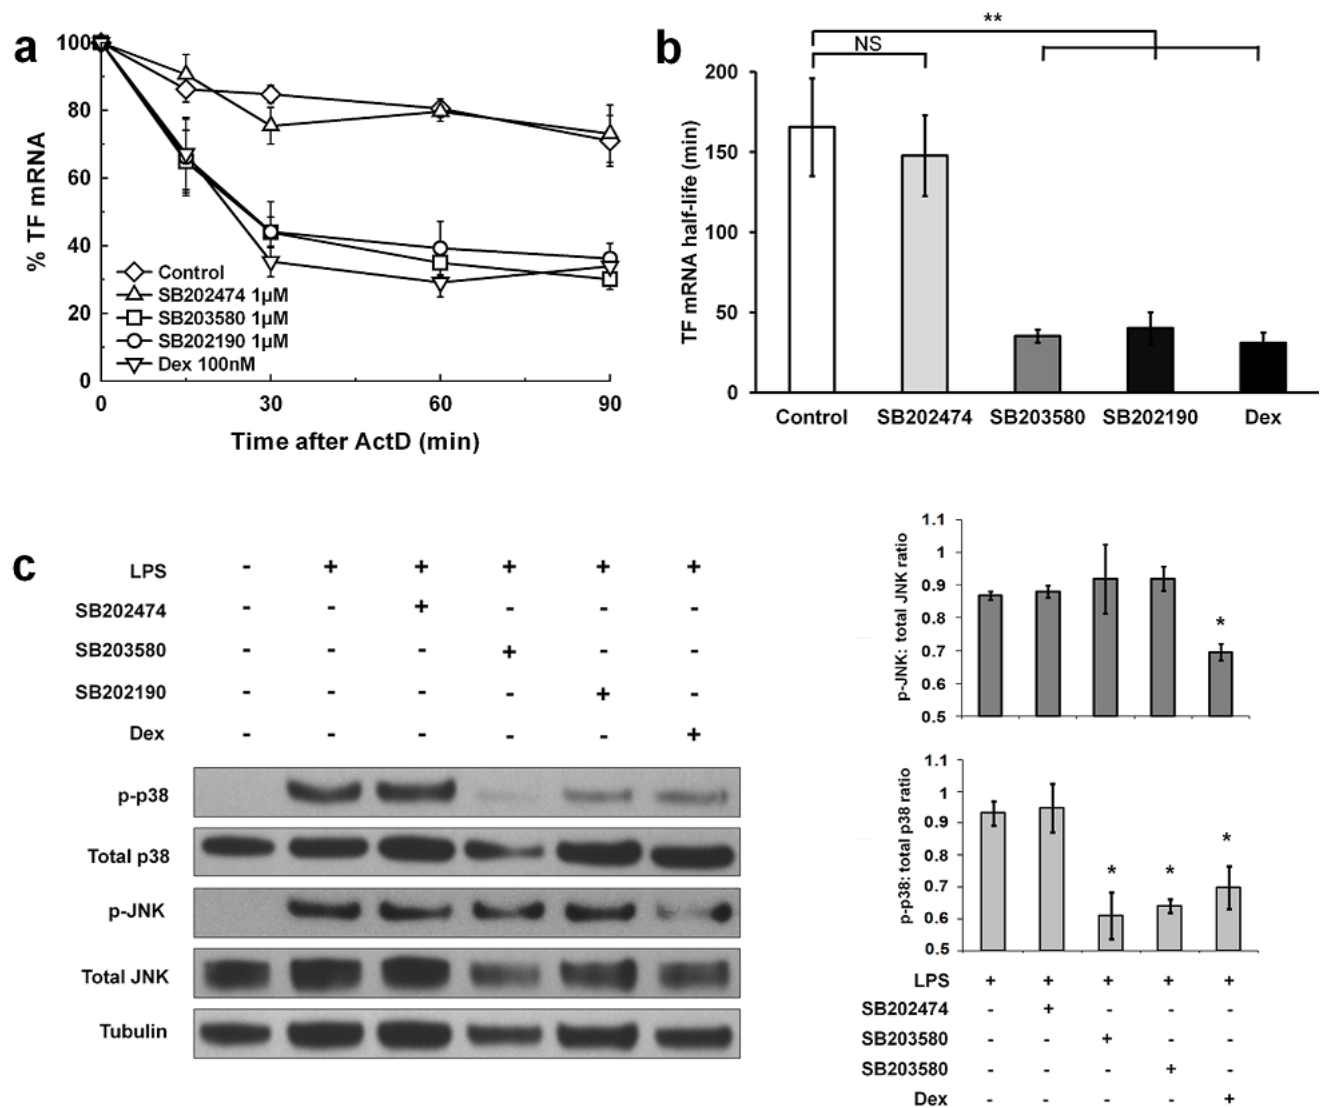 a
100
80
60
40
20
0
% TF mRNA
Control
SB202474 1µM
SB203580 1µM
SB202190 1µM
Dex 100nM
0 30 60 90
Time after ActD (min)
b
**
NS
200
150
100
50
0
TF mRNA half-life (min)
Control SB202474 SB203580 SB202190 Dex
c
LPS - + + + + +
SB202474 - - + - - -
SB203580 - - - + - -
SB202190 - - - - + -
Dex - - - - - +
p-p38
Total p38
p-JNK
Total JNK
Tubulin
1.1
1
0.9
0.8
0.7
0.6
0.5
p-JNK: total JNK ratio
*
1.1
1
0.9
0.8
0.7
0.6
0.5
p-p38: total p38 ratio
* * *
LPS + + + + +
SB202474 - + - - -
SB203580 - - + - -
SB203580 - - - + -
Dex - - - - +